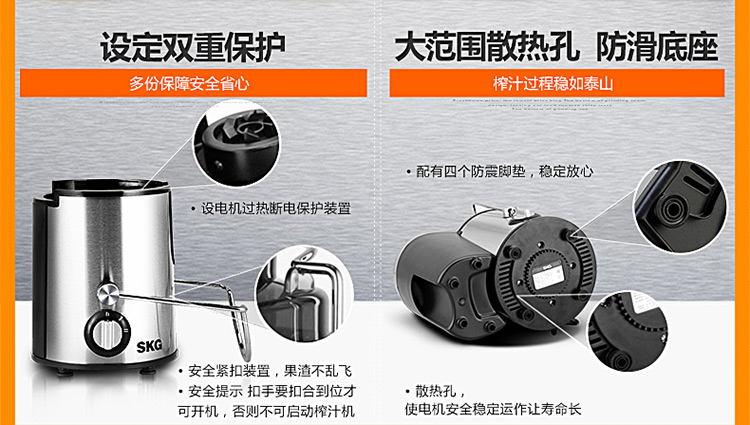 设定双重保护
多份保障安全省心
• 设电机过热断电保护装置
SKG
• 安全紧扣装置，果渣不乱飞
• 安全提示 扣手要扣合到位才
可开机，否则不可启动榨汁机
大范围散热孔 防滑底座
榨汁过程稳如泰山
• 配有四个防震脚垫，稳定放心
• 散热孔，
使电机安全稳定运作让寿命长